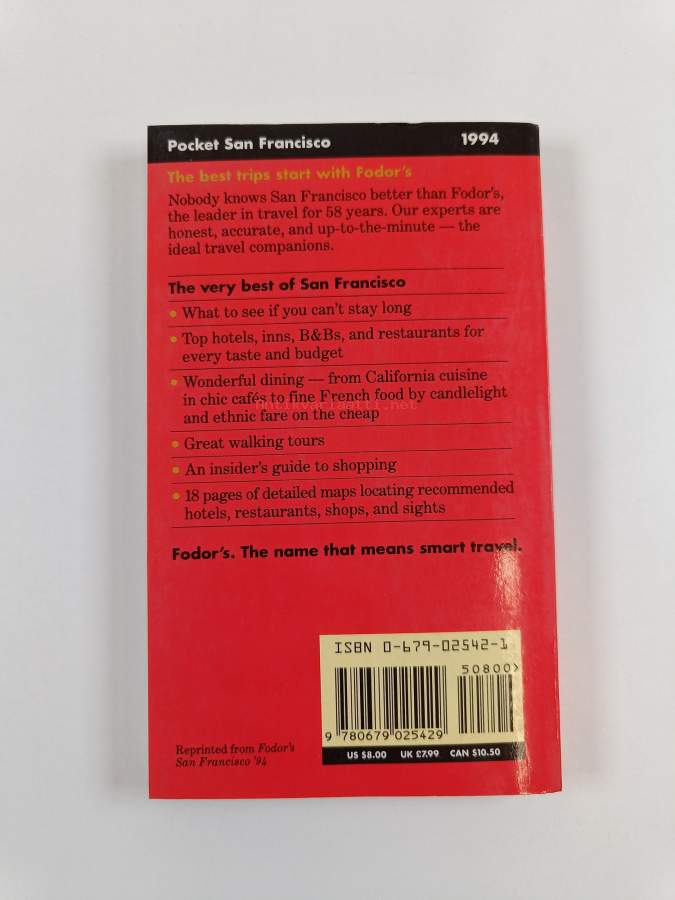 Pocket San Francisco 1994
The best trips start with Fodor's
Nobody knows San Francisco better than Fodor's,
the leader in travel for 58 years. Our experts are
honest, accurate, and up-to-the-minute — the
ideal travel companions.
The very best of San Francisco
• What to see if you can't stay long
• Top hotels, inns, B&Bs, and restaurants for
every taste and budget
• Wonderful dining — from California cuisine
in chic cafés to fine French food by candlelight
antikvariaatti.net
and ethnic fare on the cheap
• Great walking tours
• An insider's guide to shopping
• 18 pages of detailed maps locating recommended
hotels, restaurants, shops, and sights
Fodor's. The name that means smart travel.
ISBN 0-679-02542-1
50800
9 780679 025429
US $8.00 UK £7.99 CAN $10.50
Reprinted from Fodor's
San Francisco '94